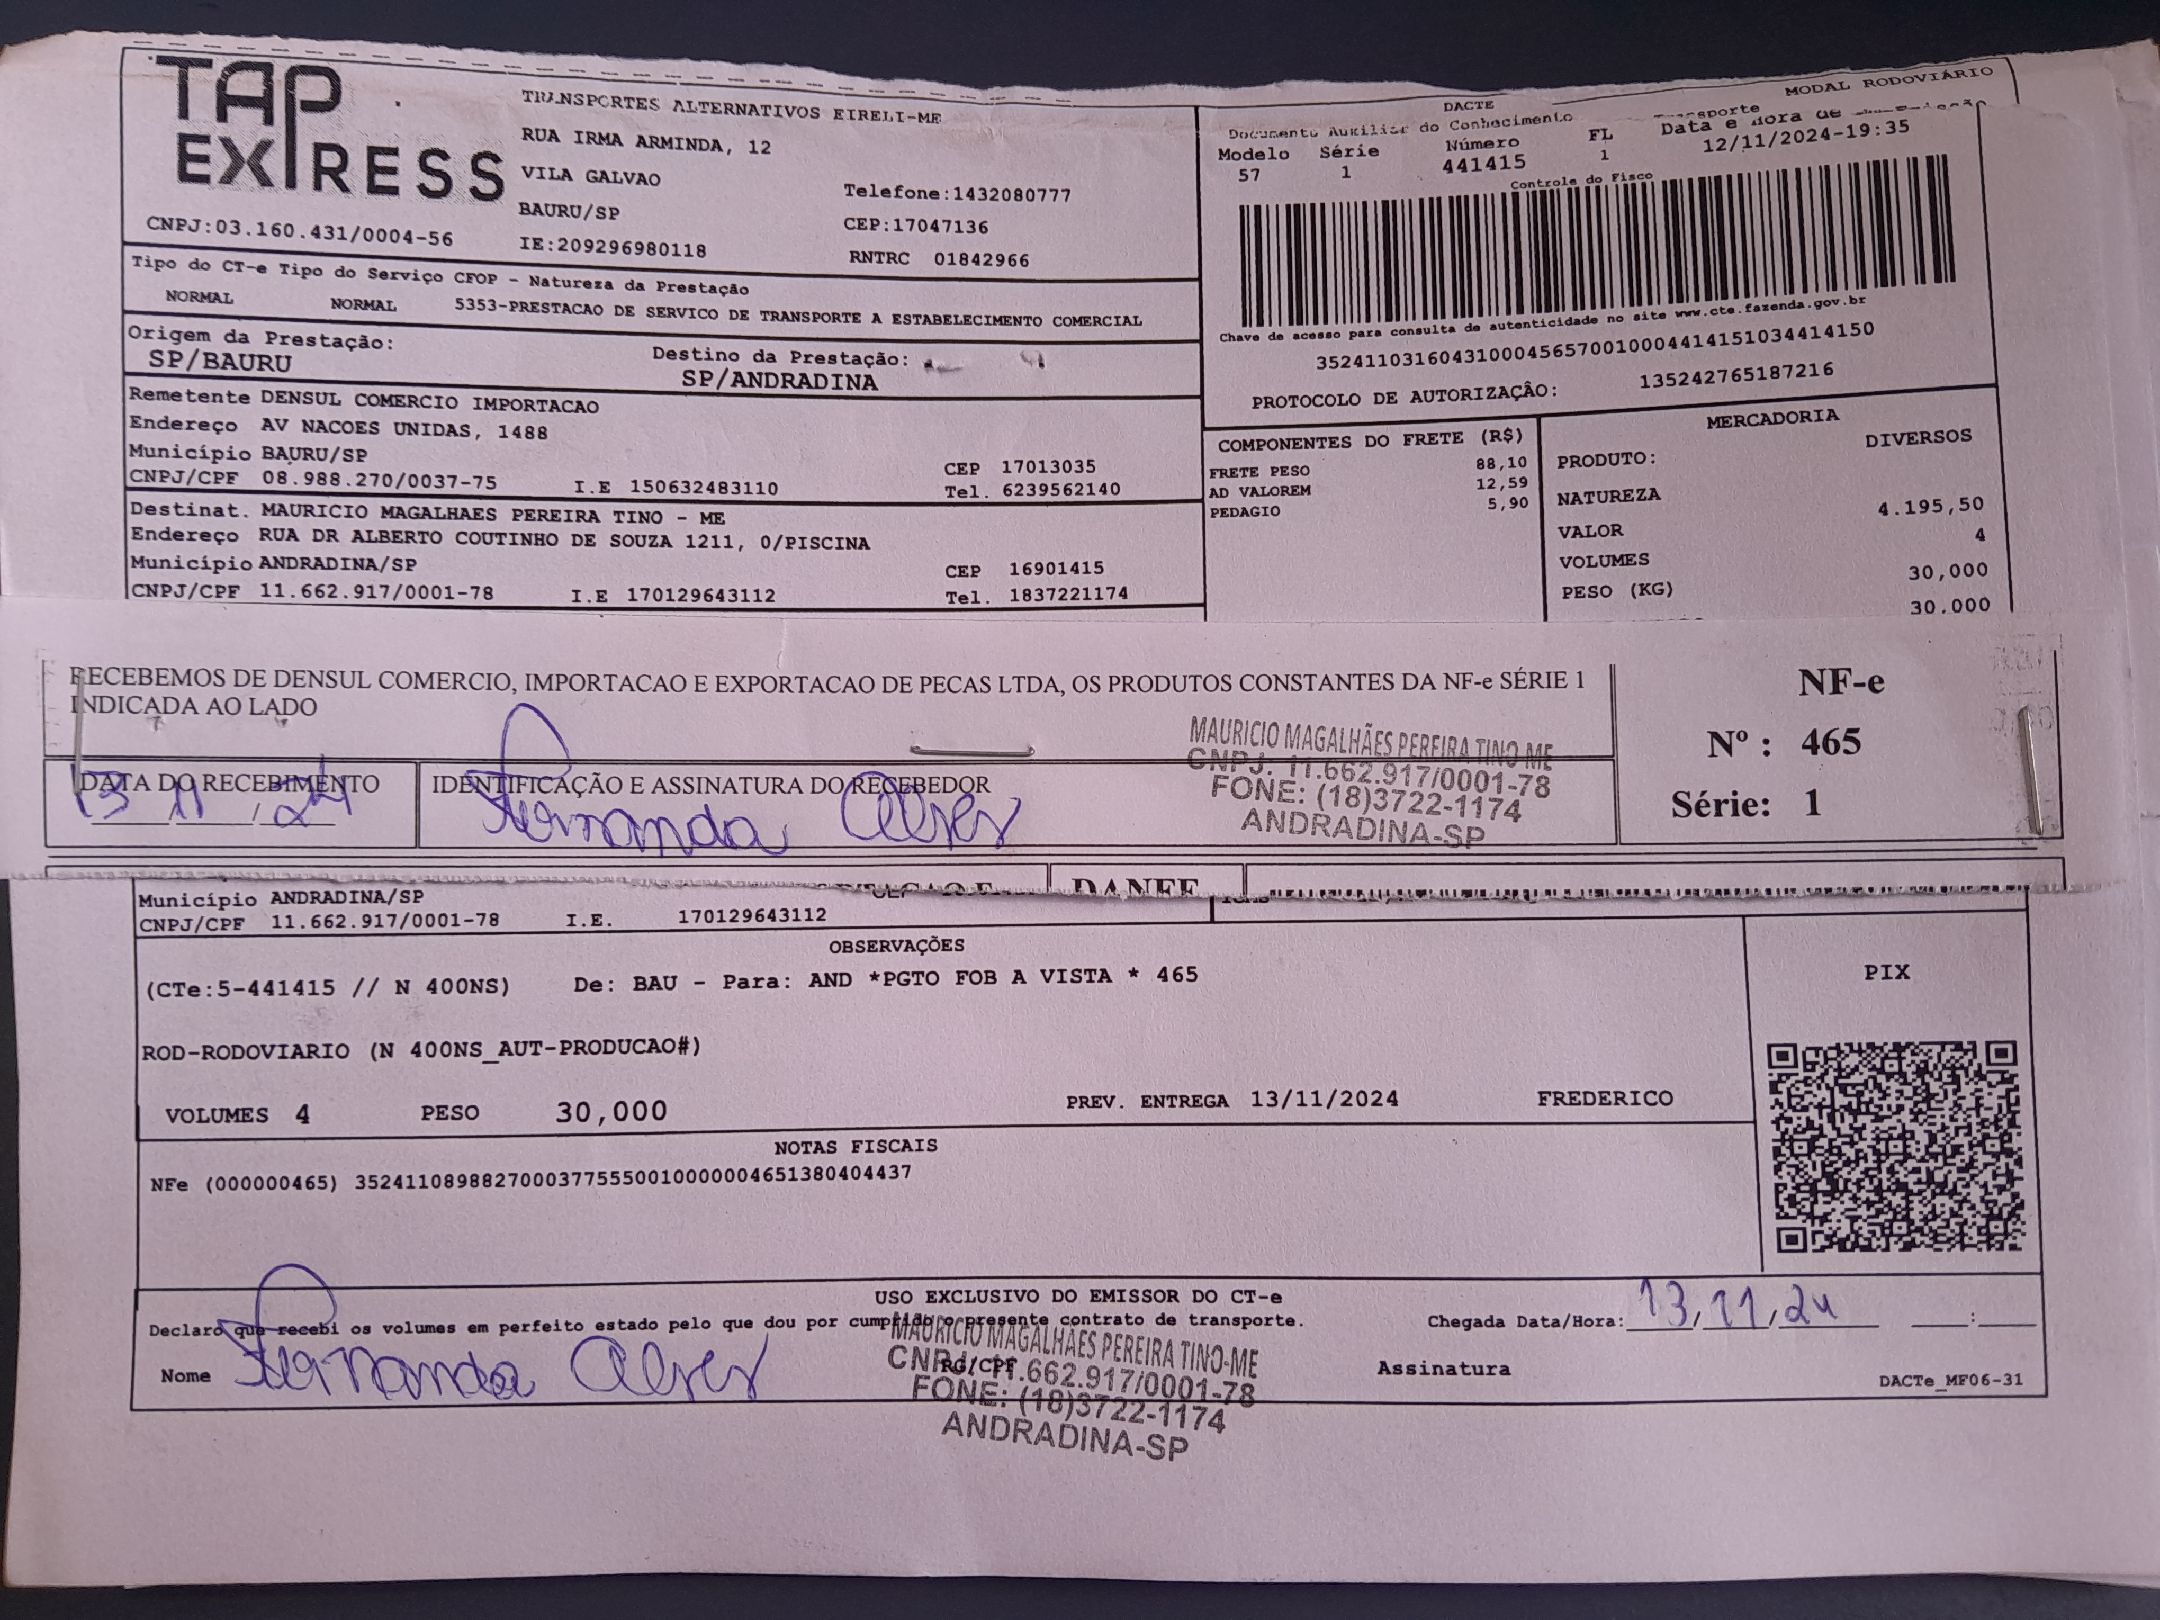 TAP EXPRESS
TRANSPORTES ALTERNATIVOS EIRELI-ME
RUA IRMA ARMINDA, 12
VILA GALVAO
BAURU/SP
IE:209296980118
Telefone:1432080777
CEP:17047136
RNTRC 01842966
CNPJ:03.160.431/0004-56
DACTE
MODAL RODOVIÁRIO
Documento Auxiliar do Conhecimento
Modelo Série Número FL Data e Hora de
57 1 441415 1 12/11/2024-19:35
Controle do Fisco
Chave de acesso para consulta de autenticidade no site www.cte.fazenda.gov.br
35241103160431000456570010004414151034414150
PROTOCOLO DE AUTORIZAÇÃO: 135242765187216
Tipo do CT-e Tipo do Serviço CFOP - Natureza da Prestação
NORMAL NORMAL 5353-PRESTACAO DE SERVICO DE TRANSPORTE A ESTABELECIMENTO COMERCIAL
Origem da Prestação:
SP/BAURU
Destino da Prestação:
SP/ANDRADINA
Remetente DENSUL COMERCIO IMPORTACAO
Endereço AV NACOES UNIDAS, 1488
Município BAURU/SP CEP 17013035
CNPJ/CPF 08.988.270/0037-75 I.E 150632483110 Tel. 6239562140
Destinat. MAURICIO MAGALHAES PEREIRA TINO - ME
Endereço RUA DR ALBERTO COUTINHO DE SOUZA 1211, 0/PISCINA
Município ANDRADINA/SP CEP 16901415
CNPJ/CPF 11.662.917/0001-78 I.E 170129643112 Tel. 1837221174
COMPONENTES DO FRETE (R$)
FRETE PESO 88,10
AD VALOREM 12,59
PEDAGIO 5,90
MERCADORIA
PRODUTO: DIVERSOS
NATUREZA
VALOR 4.195,50
VOLUMES 4
PESO (KG) 30,000
30.000
RECEBEMOS DE DENSUL COMERCIO, IMPORTACAO E EXPORTACAO DE PECAS LTDA, OS PRODUTOS CONSTANTES DA NF-e SÉRIE 1
INDICADA AO LADO
DATA DO RECEBIMENTO
13 11 / 24
IDENTIFICAÇÃO E ASSINATURA DO RECEBEDOR
Fernanda Alves
MAURICIO MAGALHÃES PEREIRA TINO-ME
CNPJ. 11.662.917/0001-78
FONE: (18)3722-1174
ANDRADINA-SP
NF-e
Nº : 465
Série: 1
DANFE
Município ANDRADINA/SP
CNPJ/CPF 11.662.917/0001-78 I.E. 170129643112
OBSERVAÇÕES
(CTe:5-441415 // N 400NS) De: BAU - Para: AND *PGTO FOB A VISTA * 465
ROD-RODOVIARIO (N 400NS_AUT-PRODUCAO#)
VOLUMES 4 PESO 30,000 PREV. ENTREGA 13/11/2024 FREDERICO
PIX
NOTAS FISCAIS
NFe (000000465) 35241108988270003775550010000004651380404437
USO EXCLUSIVO DO EMISSOR DO CT-e
Declaro que recebi os volumes em perfeito estado pelo que dou por cumprido o presente contrato de transporte.
Chegada Data/Hora: 13/11/24 :
Nome Fernanda Alves RG/CPF Assinatura
MAURICIO MAGALHÃES PEREIRA TINO-ME
CNPJ. 11.662.917/0001-78
FONE: (18)3722-1174
ANDRADINA-SP
DACTe_MF06-31